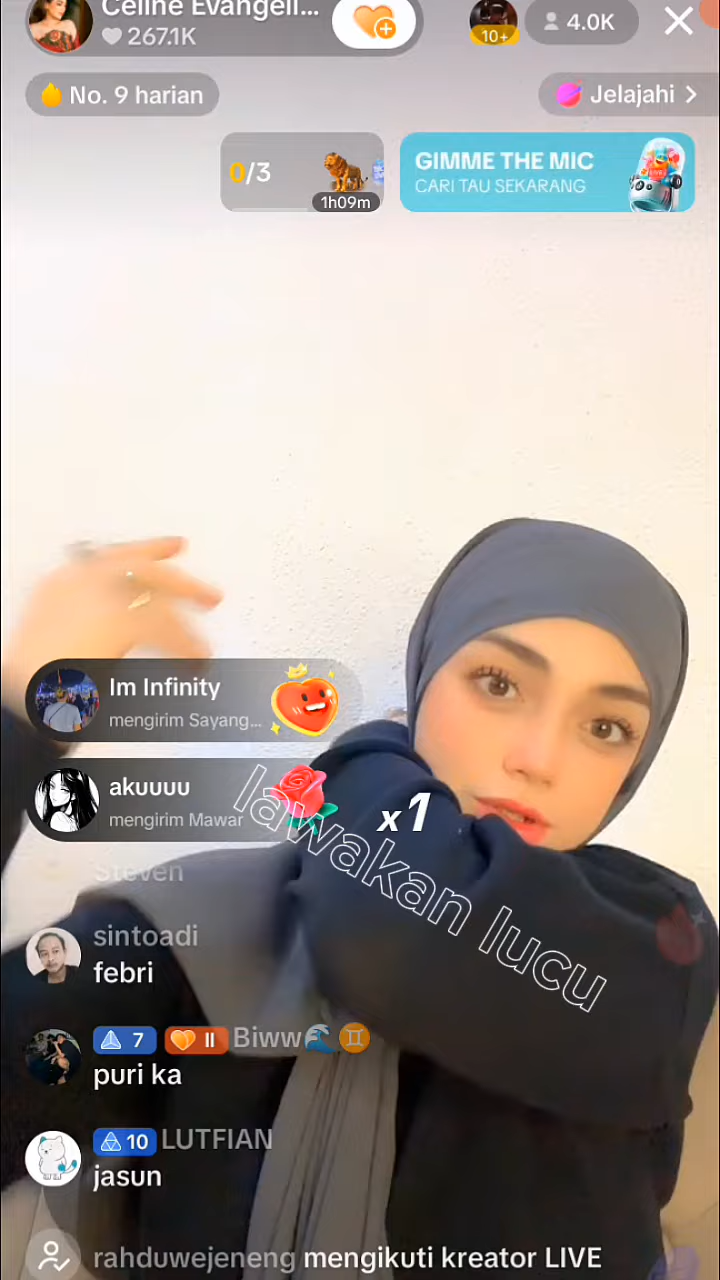 Celine Evangeli...
267.1K
10+
4.0K
No. 9 harian
Jelajahi >
0/3
1h09m
GIMME THE MIC
CARI TAU SEKARANG
Im Infinity
mengirim Sayang...
akuuuu
mengirim Mawar
x1
lawakan lucu
Steven
sintoadi
febri
7 II Biww🌊♊
puri ka
10 LUTFIAN
jasun
rahduwejeneng mengikuti kreator LIVE